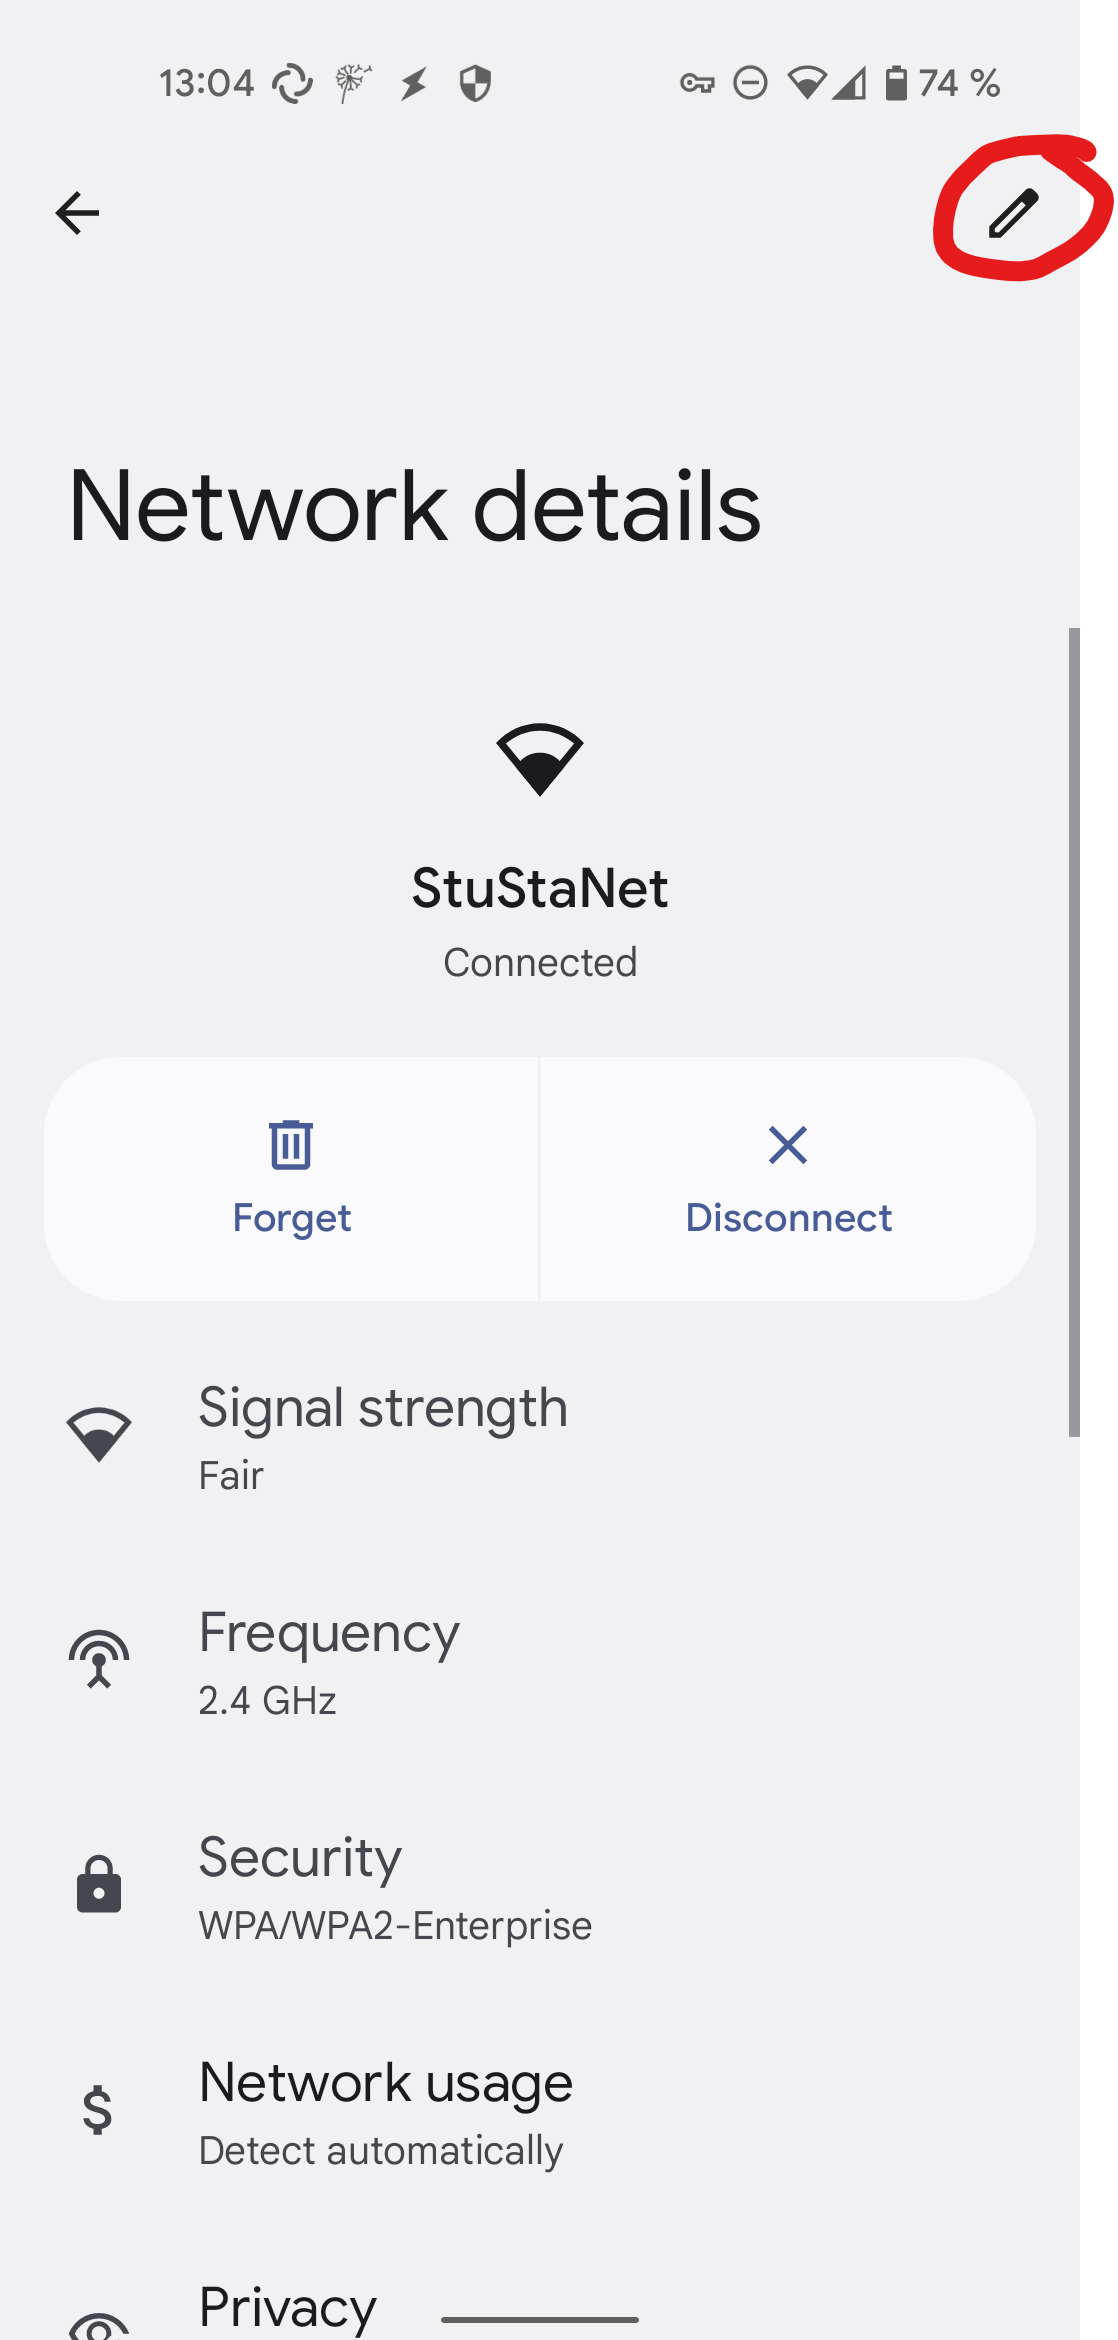 13:04 74 %
Network details
StuStaNet
Connected
Forget Disconnect
Signal strength
Fair
Frequency
2.4 GHz
Security
WPA/WPA2-Enterprise
Network usage
Detect automatically
Privacy